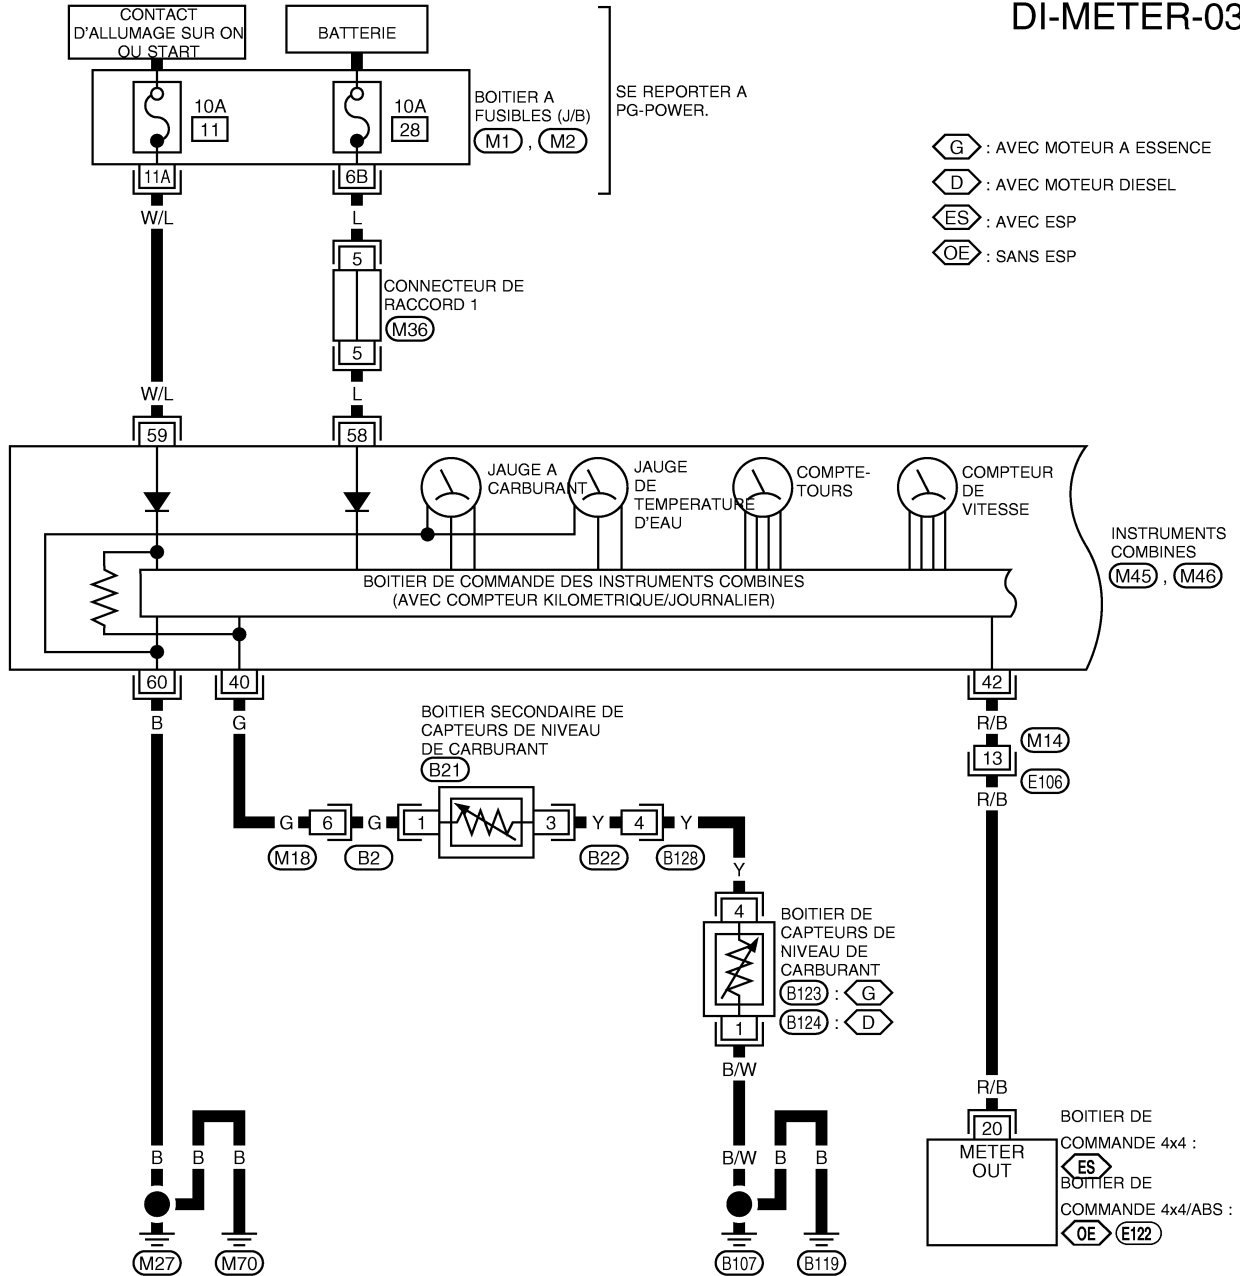 DI-METER-03
CONTACT
D'ALLUMAGE SUR ON
OU START
BATTERIE
10A
11
10A
28
BOITIER A
FUSIBLES (J/B)
M1 , M2
SE REPORTER A
PG-POWER.
G : AVEC MOTEUR A ESSENCE
D : AVEC MOTEUR DIESEL
ES : AVEC ESP
OE : SANS ESP
11A
6B
W/L
L
5
CONNECTEUR DE
RACCORD 1
M36
5
W/L
L
59
58
JAUGE A
CARBURANT
JAUGE
DE
TEMPERATURE
D'EAU
COMPTE-
TOURS
COMPTEUR
DE
VITESSE
INSTRUMENTS
COMBINES
M45 , M46
BOITIER DE COMMANDE DES INSTRUMENTS COMBINES
(AVEC COMPTEUR KILOMETRIQUE/JOURNALIER)
60
40
42
B
G
R/B
M14
13
E106
R/B
BOITIER SECONDAIRE DE
CAPTEURS DE NIVEAU
DE CARBURANT
B21
G
6
G
1
3
Y
4
Y
M18
B2
B22
B128
Y
4
BOITIER DE
CAPTEURS DE
NIVEAU DE
CARBURANT
B123 : G
B124 : D
1
B/W
R/B
20
METER
OUT
BOITIER DE
COMMANDE 4x4 :
ES
BOITIER DE
COMMANDE 4x4/ABS :
OE E122
B
B
B
B/W
B
B
M27
M70
B107
B119